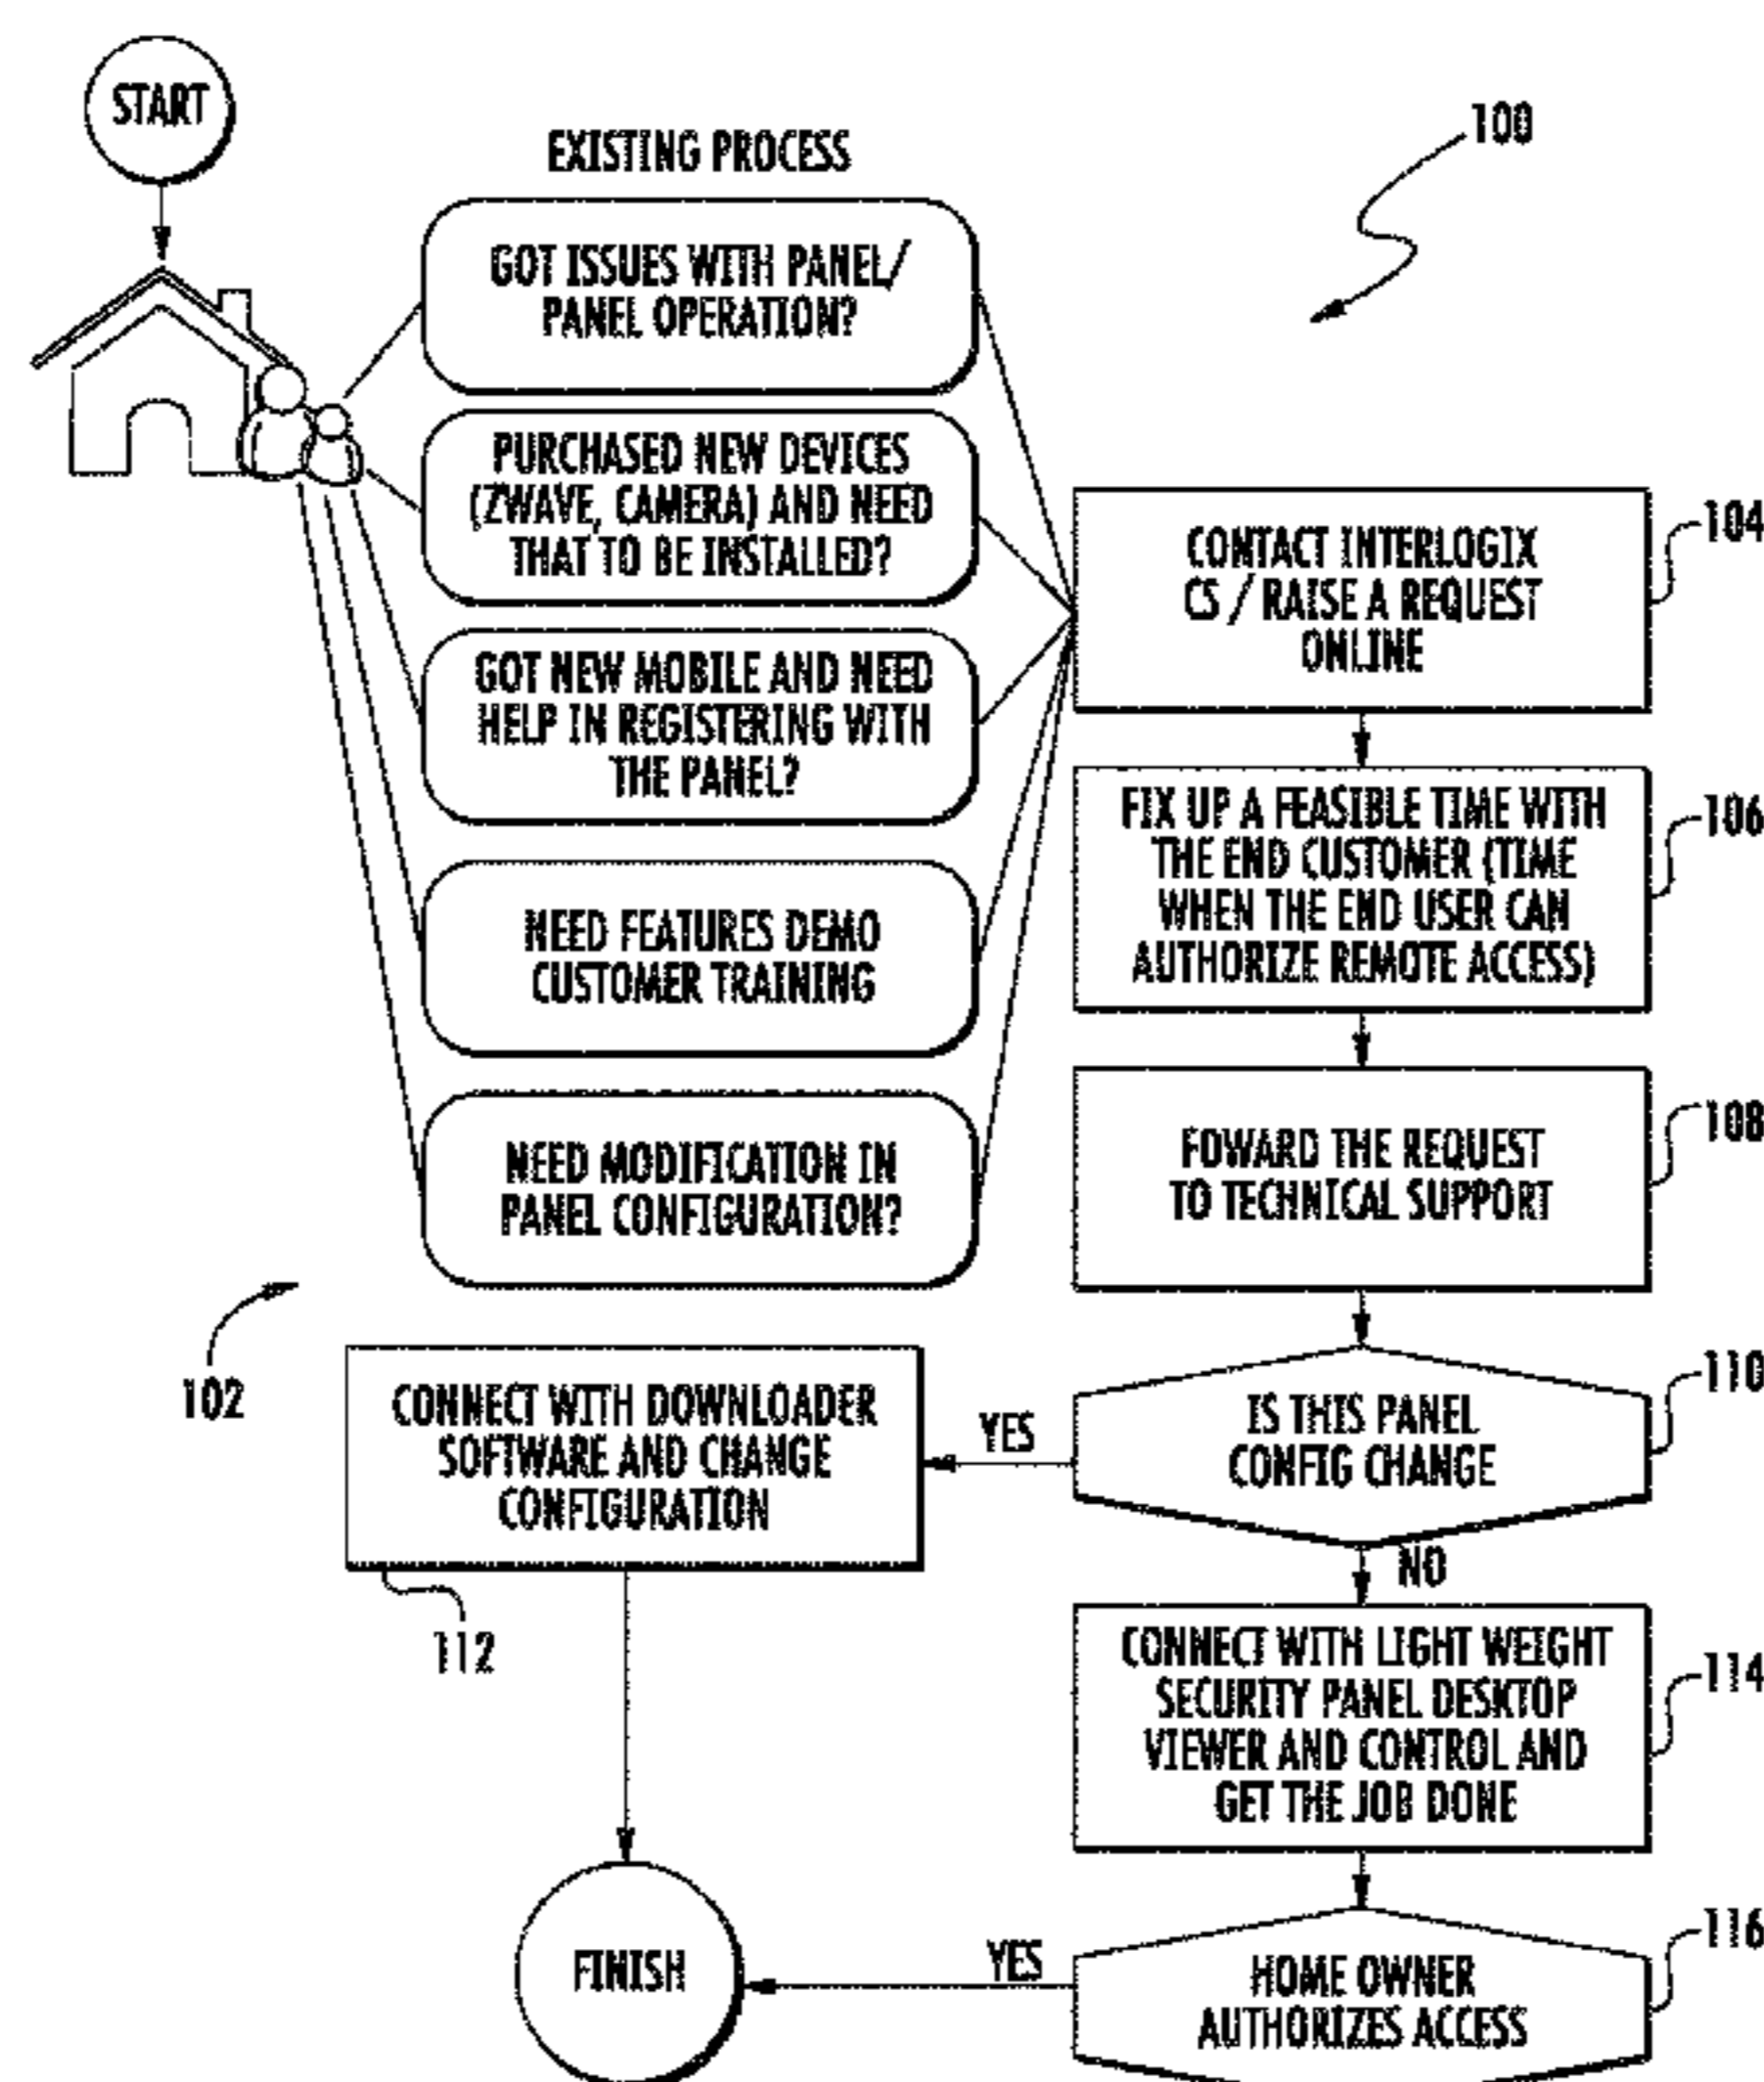 START
EXISTING PROCESS
100
GOT ISSUES WITH PANEL/
PANEL OPERATION?
PURCHASED NEW DEVICES
(ZWAVE, CAMERA) AND NEED
THAT TO BE INSTALLED?
GOT NEW MOBILE AND NEED
HELP IN REGISTERING WITH
THE PANEL?
NEED FEATURES DEMO
CUSTOMER TRAINING
NEED MODIFICATION IN
PANEL CONFIGURATION?
102
CONTACT INTERLOGIX
CS / RAISE A REQUEST
ONLINE
104
FIX UP A FEASIBLE TIME WITH
THE END CUSTOMER (TIME
WHEN THE END USER CAN
AUTHORIZE REMOTE ACCESS)
106
FOWARD THE REQUEST
TO TECHNICAL SUPPORT
108
IS THIS PANEL
CONFIG CHANGE
110
YES
CONNECT WITH DOWNLOADER
SOFTWARE AND CHANGE
CONFIGURATION
112
NO
CONNECT WITH LIGHT WEIGHT
SECURITY PANEL DESKTOP
VIEWER AND CONTROL AND
GET THE JOB DONE
114
HOME OWNER
AUTHORIZES ACCESS
116
YES
FINISH